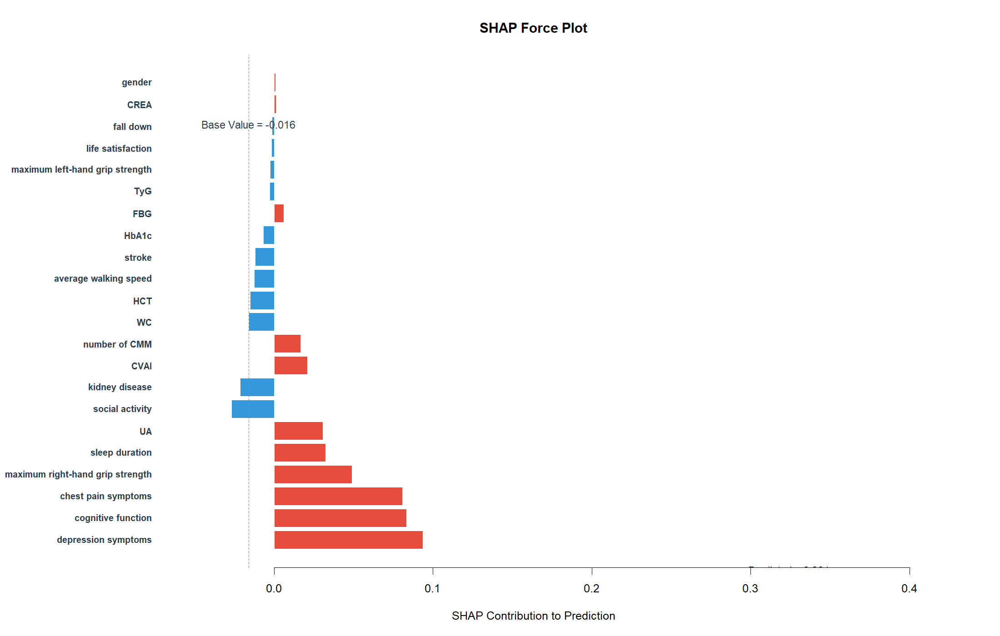 SHAP Force Plot
gender
CREA
Base Value = -0.016
fall down
life satisfaction
maximum left-hand grip strength
TyG
FBG
HbA1c
stroke
average walking speed
HCT
WC
number of CMM
CVAI
kidney disease
social activity
UA
sleep duration
maximum right-hand grip strength
chest pain symptoms
cognitive function
depression symptoms
0.0 0.1 0.2 0.3 0.4
SHAP Contribution to Prediction